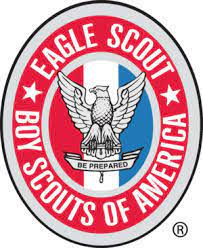 EAGLE SCOUT
BE PREPARED
BOY SCOUTS OF AMERICA
®